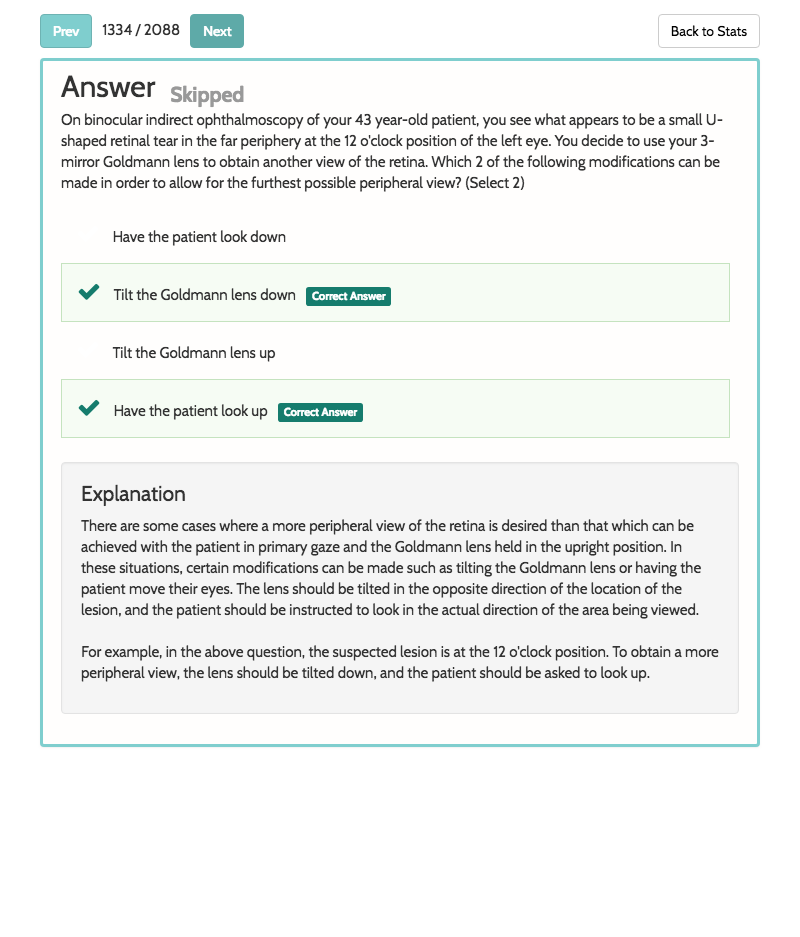 Prev 1334 / 2088 Next Back to Stats
Answer Skipped
On binocular indirect ophthalmoscopy of your 43 year-old patient, you see what appears to be a small U-
shaped retinal tear in the far periphery at the 12 o'clock position of the left eye. You decide to use your 3-
mirror Goldmann lens to obtain another view of the retina. Which 2 of the following modifications can be
made in order to allow for the furthest possible peripheral view? (Select 2)
Have the patient look down
Tilt the Goldmann lens down Correct Answer
Tilt the Goldmann lens up
Have the patient look up Correct Answer
Explanation
There are some cases where a more peripheral view of the retina is desired than that which can be
achieved with the patient in primary gaze and the Goldmann lens held in the upright position. In
these situations, certain modifications can be made such as tilting the Goldmann lens or having the
patient move their eyes. The lens should be tilted in the opposite direction of the location of the
lesion, and the patient should be instructed to look in the actual direction of the area being viewed.
For example, in the above question, the suspected lesion is at the 12 o'clock position. To obtain a more
peripheral view, the lens should be tilted down, and the patient should be asked to look up.